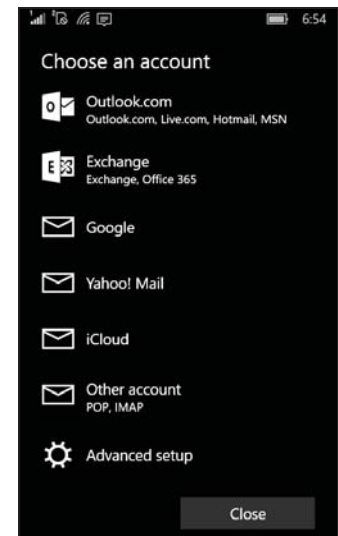 6:54
Choose an account
Outlook.com
Outlook.com, Live.com, Hotmail, MSN
Exchange
Exchange, Office 365
Google
Yahoo! Mail
iCloud
Other account
POP, IMAP
Advanced setup
Close